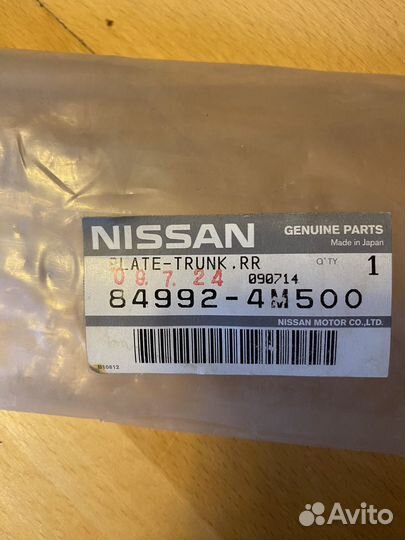 NISSAN
GENUINE PARTS
Made in Japan
PLATE-TRUNK.RR
Q'TY
1
09.7.24
090714
84992-4M500
NISSAN MOTOR CO.,LTD.
B10812
Avito